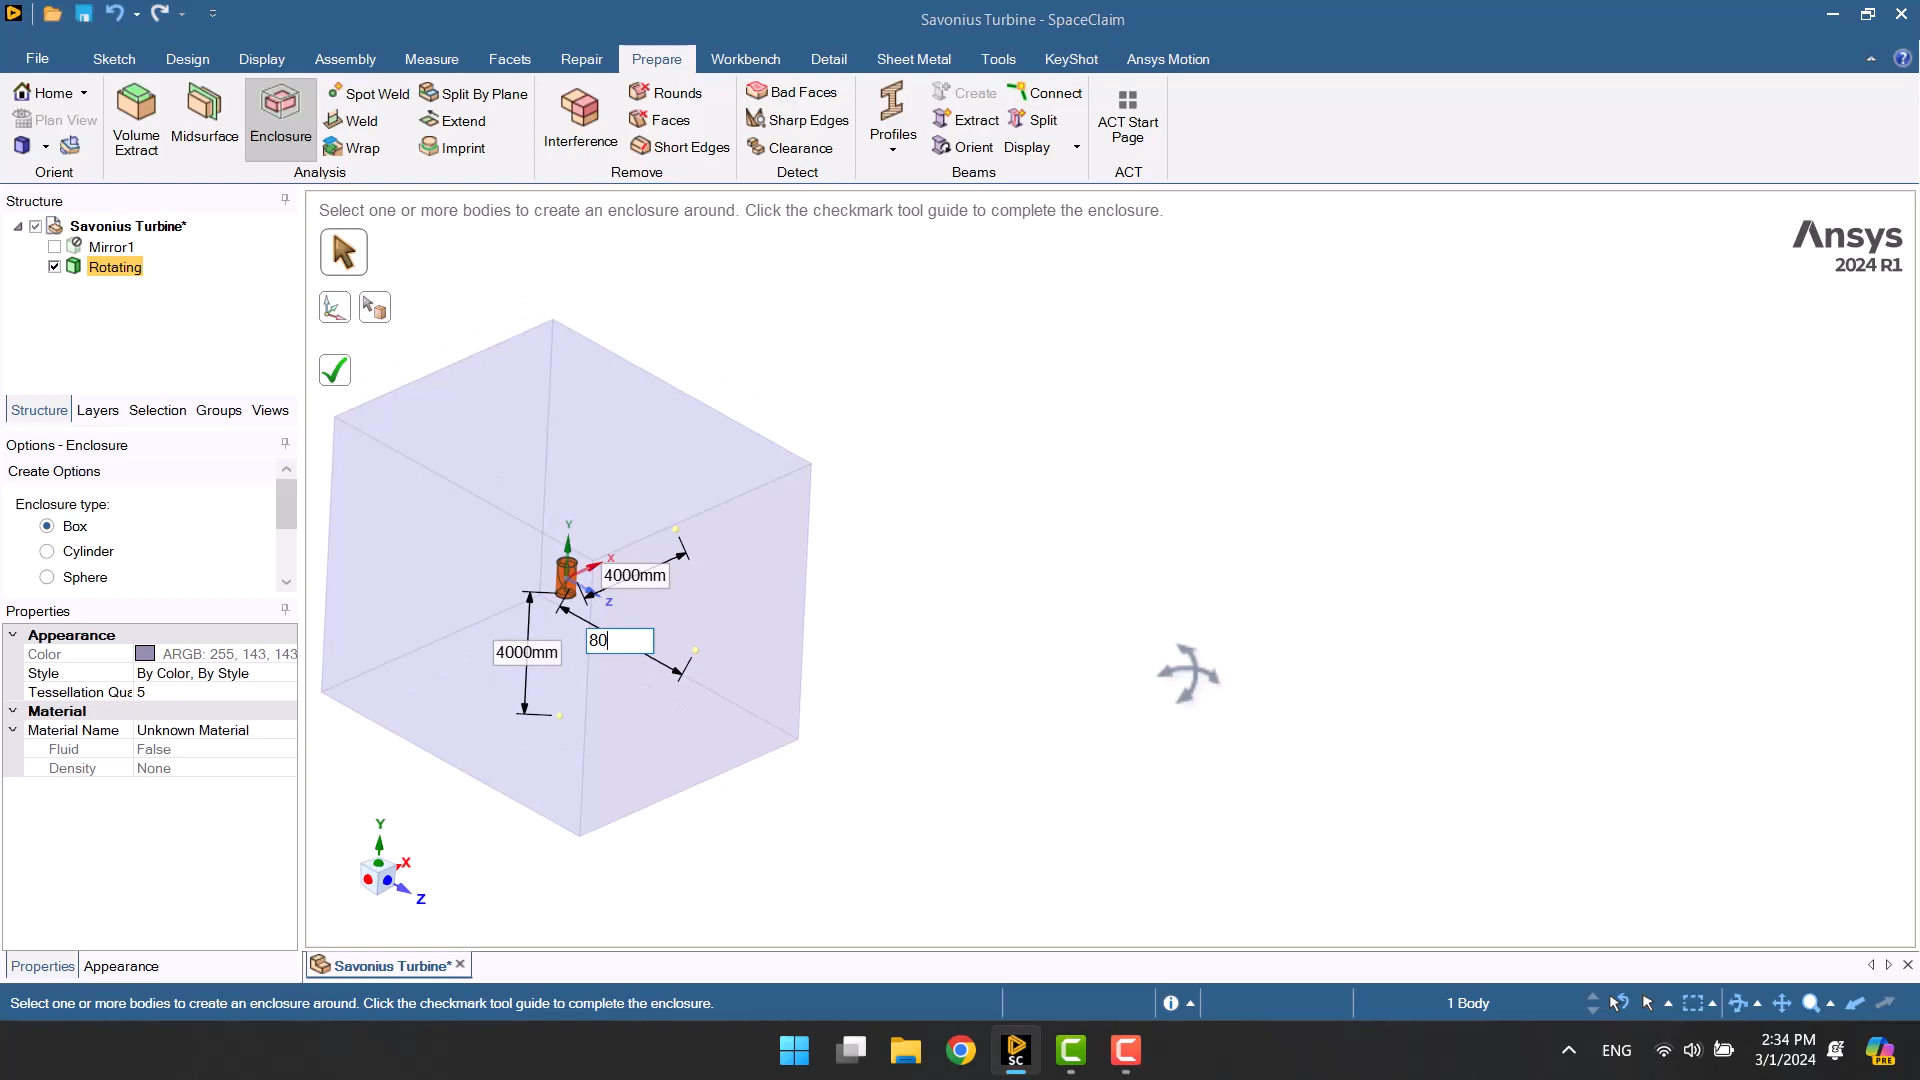 Savonius Turbine - SpaceClaim
File Sketch Design Display Assembly Measure Facets Repair Prepare Workbench Detail Sheet Metal Tools KeyShot Ansys Motion
Home
Plan View
Orient
Volume Extract
Midsurface
Enclosure
Spot Weld
Weld
Wrap
Split By Plane
Extend
Imprint
Analysis
Interference
Rounds
Faces
Short Edges
Remove
Bad Faces
Sharp Edges
Clearance
Detect
Profiles
Create
Extract
Orient
Connect
Split
Display
Beams
ACT Start Page
ACT
Structure
Savonius Turbine*
Mirror1
Rotating
Structure Layers Selection Groups Views
Options - Enclosure
Create Options
Enclosure type:
Box
Cylinder
Sphere
Properties
Appearance
Color ARGB: 255, 143, 143
Style By Color, By Style
Tessellation Qua 5
Material
Material Name Unknown Material
Fluid False
Density None
Properties Appearance
Select one or more bodies to create an enclosure around. Click the checkmark tool guide to complete the enclosure.
Ansys
2024 R1
Y
X
4000mm
Z
80
4000mm
Y
X
Z
Savonius Turbine*
Select one or more bodies to create an enclosure around. Click the checkmark tool guide to complete the enclosure.
1 Body
SC
ENG
2:34 PM
3/1/2024
PRE